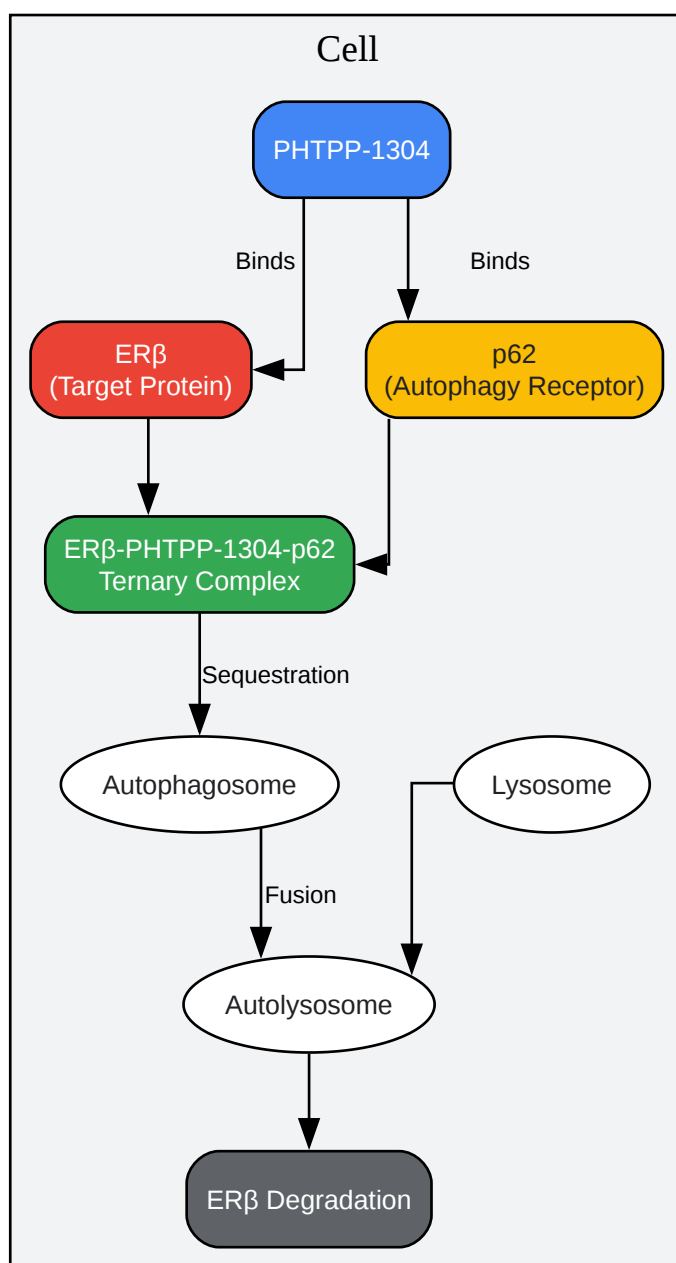 Cell
PHTPP-1304
Binds
Binds
ERβ
(Target Protein)
p62
(Autophagy Receptor)
ERβ-PHTPP-1304-p62
Ternary Complex
Sequestration
Autophagosome
Lysosome
Fusion
Autolysosome
ERβ Degradation